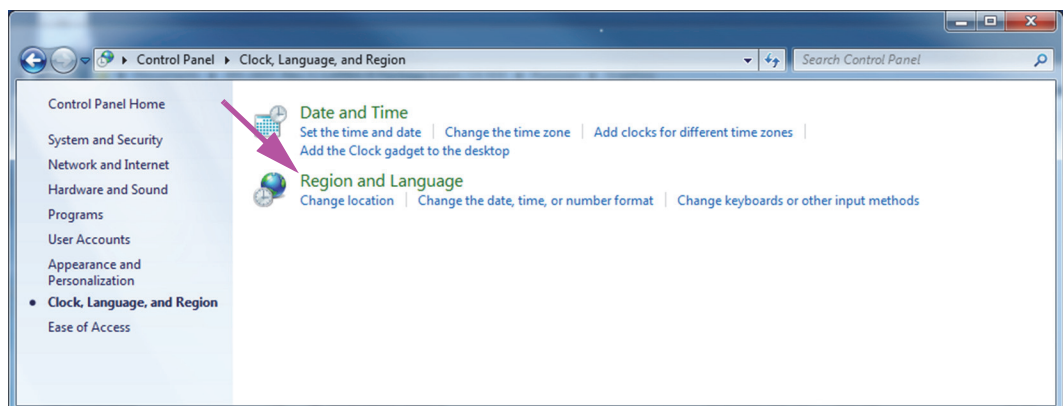 Control Panel
Clock, Language, and Region
Search Control Panel
Control Panel Home
System and Security
Network and Internet
Hardware and Sound
Programs
User Accounts
Appearance and
Personalization
Clock, Language, and Region
Ease of Access
Date and Time
Set the time and date
Change the time zone
Add clocks for different time zones
Add the Clock gadget to the desktop
Region and Language
Change location
Change the date, time, or number format
Change keyboards or other input methods